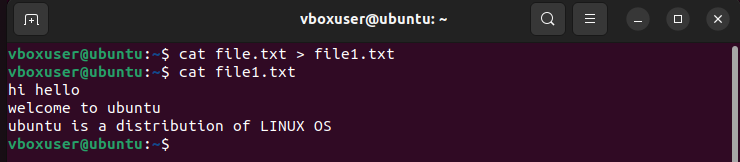 vboxuser@ubuntu: ~
vboxuser@ubuntu:~$ cat file.txt > file1.txt
vboxuser@ubuntu:~$ cat file1.txt
hi hello
welcome to ubuntu
ubuntu is a distribution of LINUX OS
vboxuser@ubuntu:~$